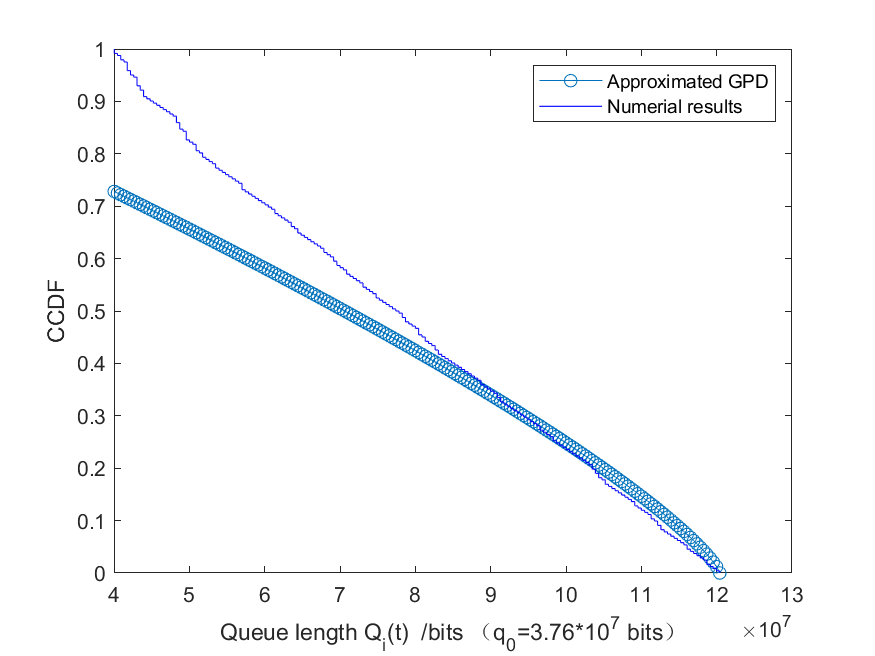 Approximated GPD
Numerial results
1
0.9
0.8
0.7
0.6
0.5
0.4
0.3
0.2
0.1
0
CCDF
4 5 6 7 8 9 10 11 12 13
×10^7
Queue length Q_i(t) /bits （q_0=3.76*10^7 bits）